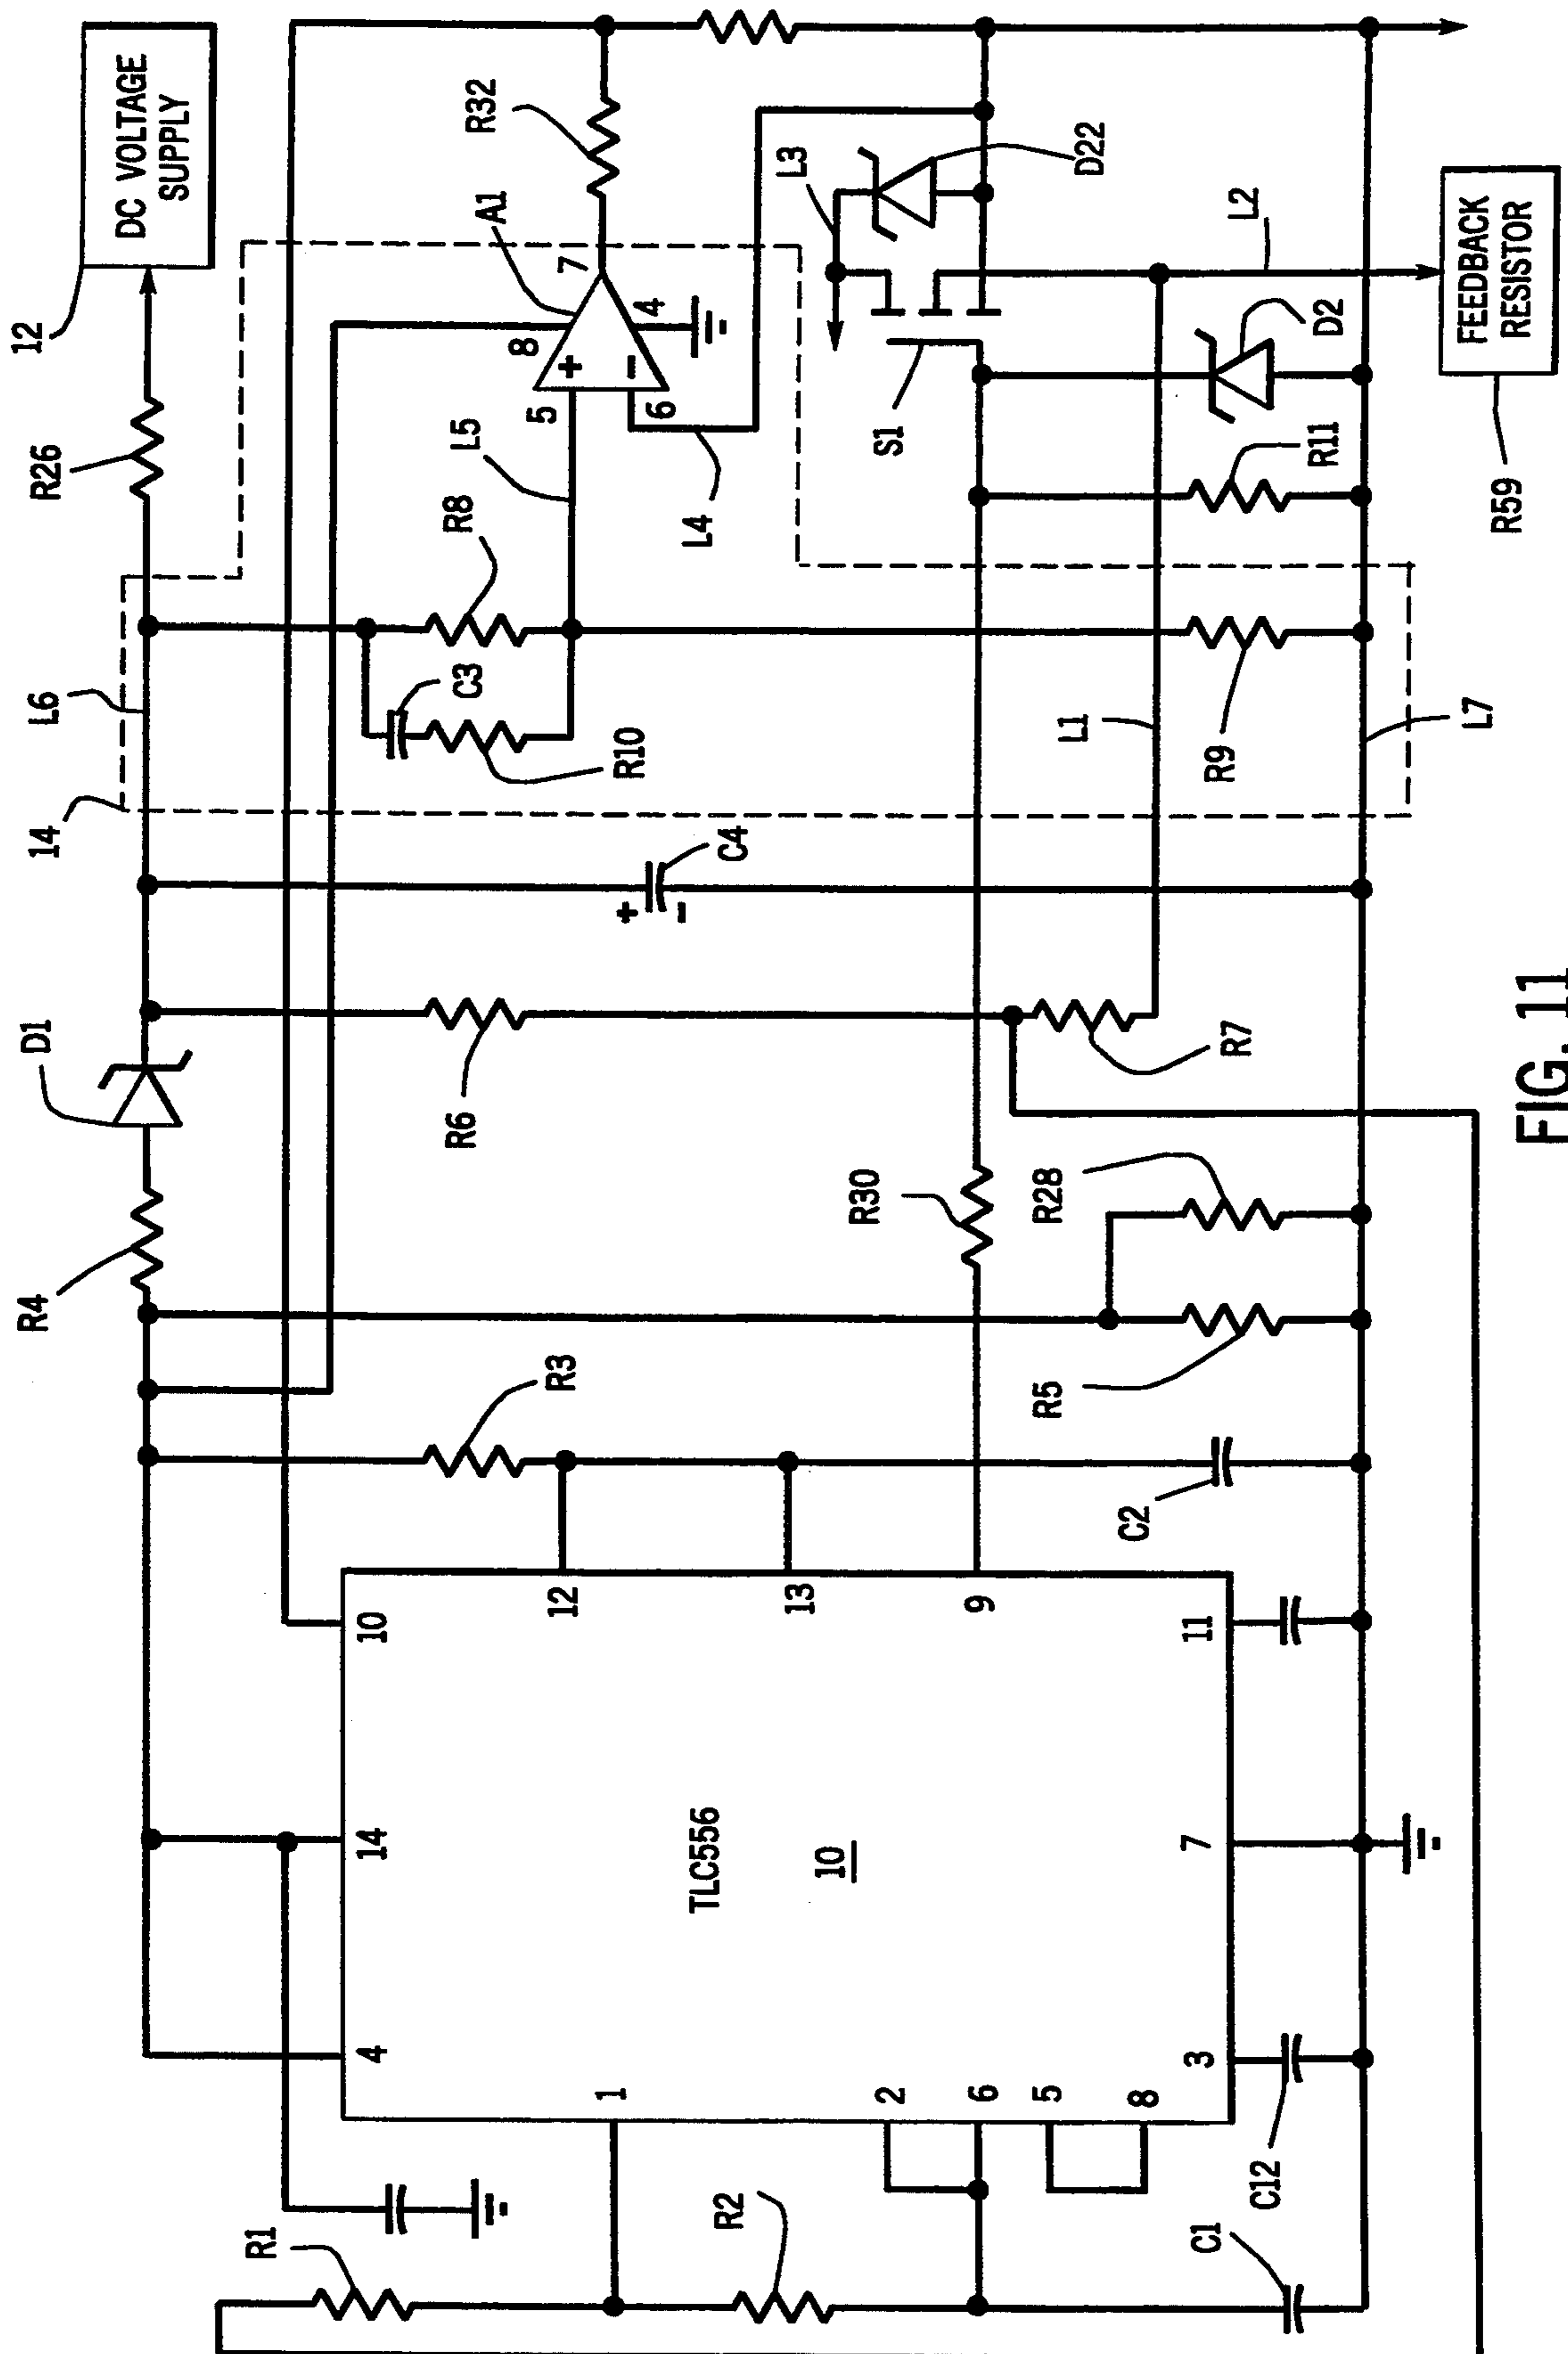 12
DC VOLTAGE
SUPPLY
R26
L6
14
D1
R4
R32
A1
7
8
4
+
-
5
6
L5
R8
L4
C3
R10
L3
D22
L2
S1
D2
R11
FEEDBACK
RESISTOR
R59
L1
R9
L7
+
-
C4
R6
R7
R30
R28
R3
R5
C2
10
12
13
9
11
14
TLC556
10
7
4
1
2
6
5
8
3
C12
R1
R2
C1
FIG. 11